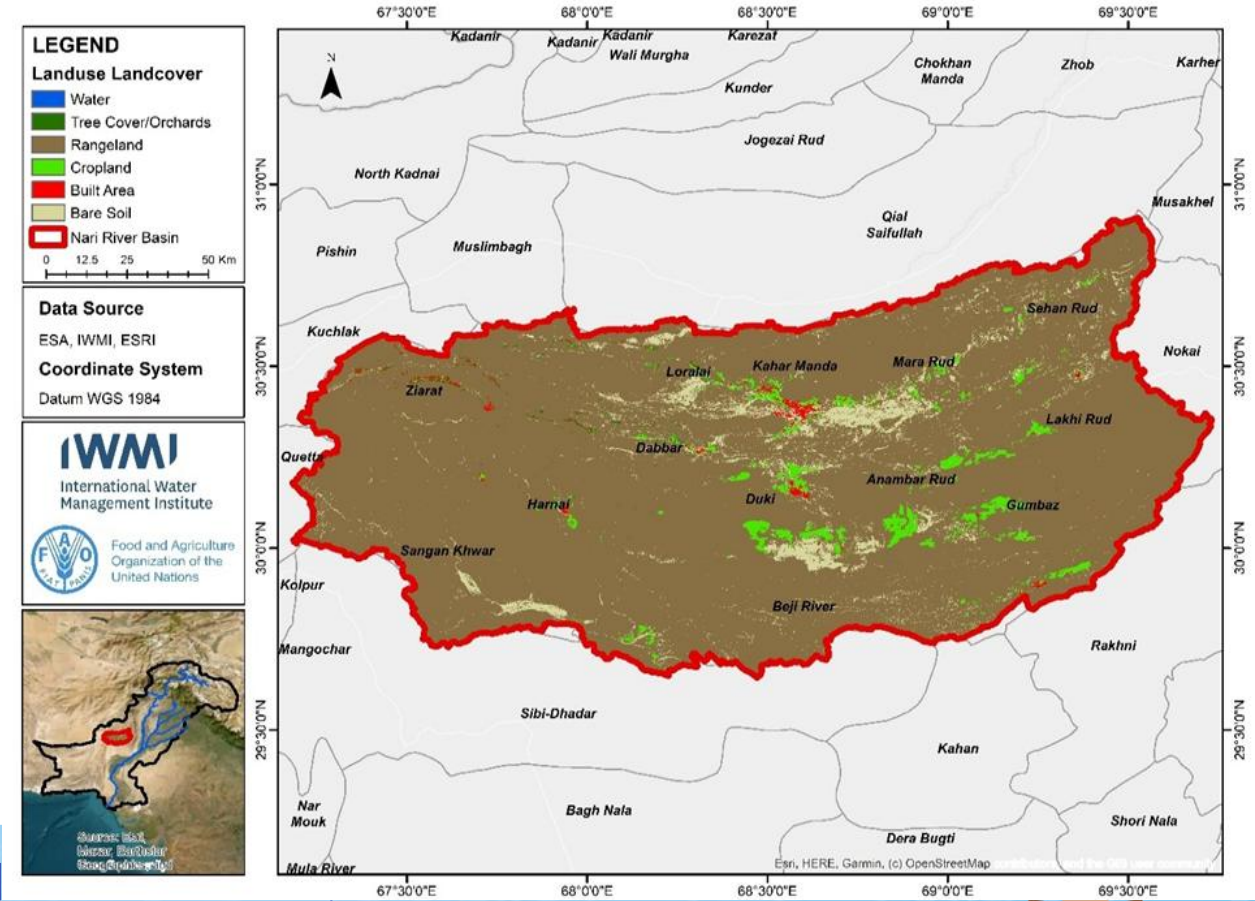 LEGEND
Landuse Landcover
Water
Tree Cover/Orchards
Rangeland
Cropland
Built Area
Bare Soil
Nari River Basin
0 12.5 25 50 Km
Data Source
ESA, IWMI, ESRI
Coordinate System
Datum WGS 1984
IWMI
International Water
Management Institute
FAO
FIAT PANIS
Food and Agriculture
Organization of the
United Nations
Source: Esri,
Maxar, Earthstar
67°30'0"E 68°0'0"E 68°30'0"E 69°0'0"E 69°30'0"E
31°0'0"N
30°30'0"N
30°0'0"N
29°30'0"N
N
Kadanir
Kadanir
Kadanir
Wali Murgha
Karezat
Chokhan
Manda
Zhob
Karher
Kunder
Jogezai Rud
North Kadnai
Musakhel
Qial
Saifullah
Pishin
Muslimbagh
Kuchlak
Sehan Rud
Nokai
Ziarat
Loralai
Kahar Manda
Mara Rud
Lakhi Rud
Quetta
Dabbar
Anambar Rud
Harnai
Duki
Gumbaz
Sangan Khwar
Kolpur
Beji River
Mangochar
Rakhni
Sibi-Dhadar
Kahan
Nar
Mouk
Bagh Nala
Dera Bugti
Shori Nala
Mula River
Esri, HERE, Garmin, (c) OpenStreetMap contributors, and the GIS user community
31°0'0"N
30°30'0"N
30°0'0"N
29°30'0"N
67°30'0"E 68°0'0"E 68°30'0"E 69°0'0"E 69°30'0"E